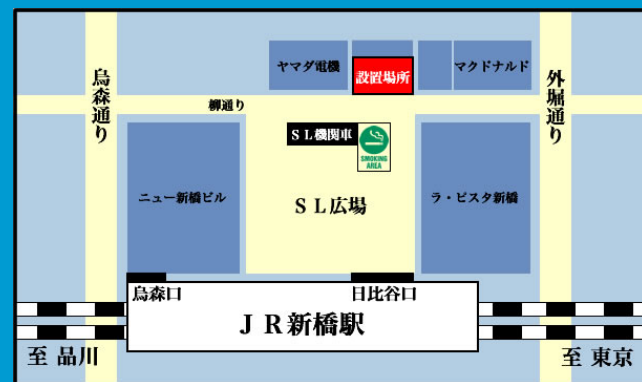 ヤマダ電機
設置場所
マクドナルド
烏森通り
外堀通り
柳通り
ＳＬ機関車
SMOKING
AREA
ニュー新橋ビル
ＳＬ広場
ラ・ビスタ新橋
烏森口
日比谷口
ＪＲ新橋駅
至 品川
至 東京